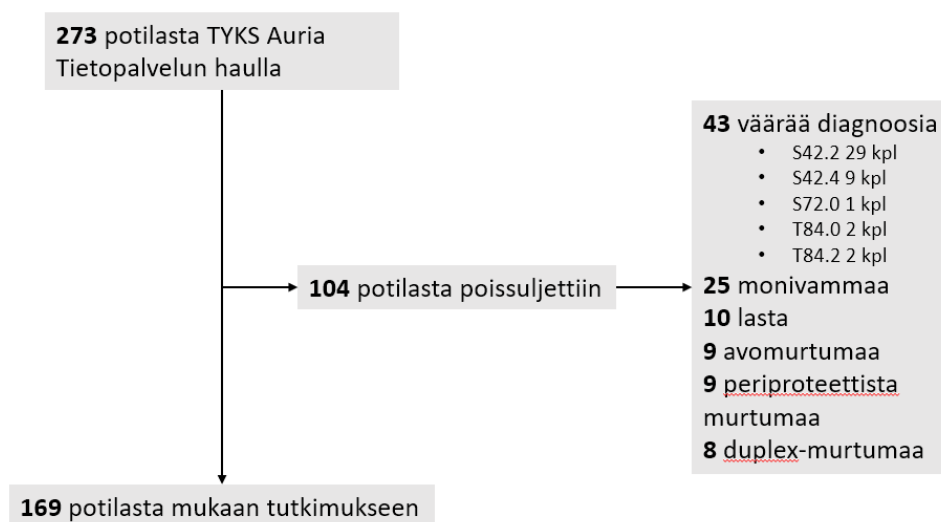 273 potilasta TYKS Auria
Tietopalvelun haulla
43 väärää diagnoosia
• S42.2 29 kpl
• S42.4 9 kpl
• S72.0 1 kpl
• T84.0 2 kpl
• T84.2 2 kpl
104 potilasta poissuljettiin
25 monivammaa
10 lasta
9 avomurtumaa
9 periproteettista
murtumaa
8 duplex-murtumaa
169 potilasta mukaan tutkimukseen